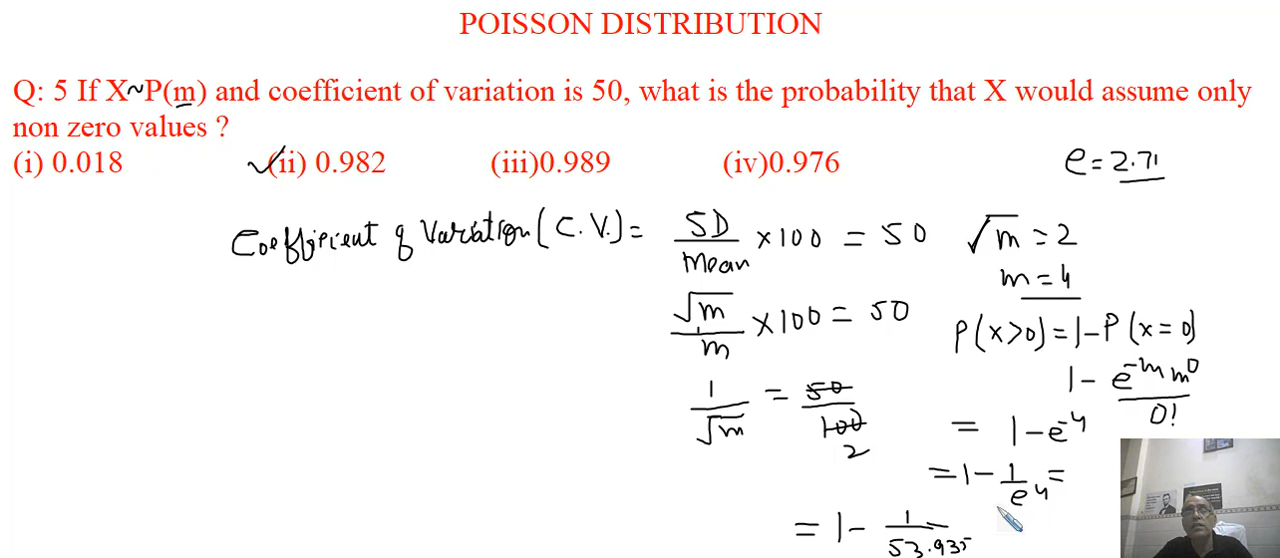 POISSON DISTRIBUTION
Q: 5 If X~P(m) and coefficient of variation is 50, what is the probability that X would assume only
non zero values ?
(i) 0.018 (ii) 0.982 (iii)0.989 (iv)0.976
e = 2.71
Coefficient of Variation (C.V.) = SD/Mean × 100 = 50
√m/m × 100 = 50
1/√m = 50/100 2
√m = 2
m = 4
P(x>0) = 1 - P(x = 0)
1 - e^-m m^0/0!
= 1 - e^-4
= 1 - 1/e^4 =
= 1 - 1/53.935